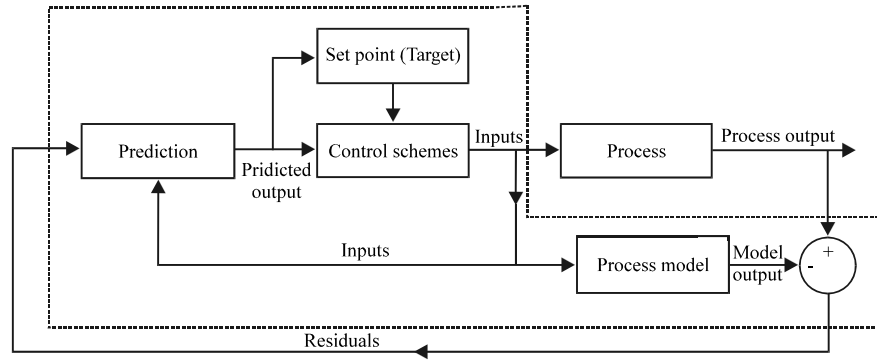 Set point (Target)
Prediction
Pridicted
output
Control schemes
Inputs
Process
Process output
Inputs
Process model
Model
output
+
-
Residuals